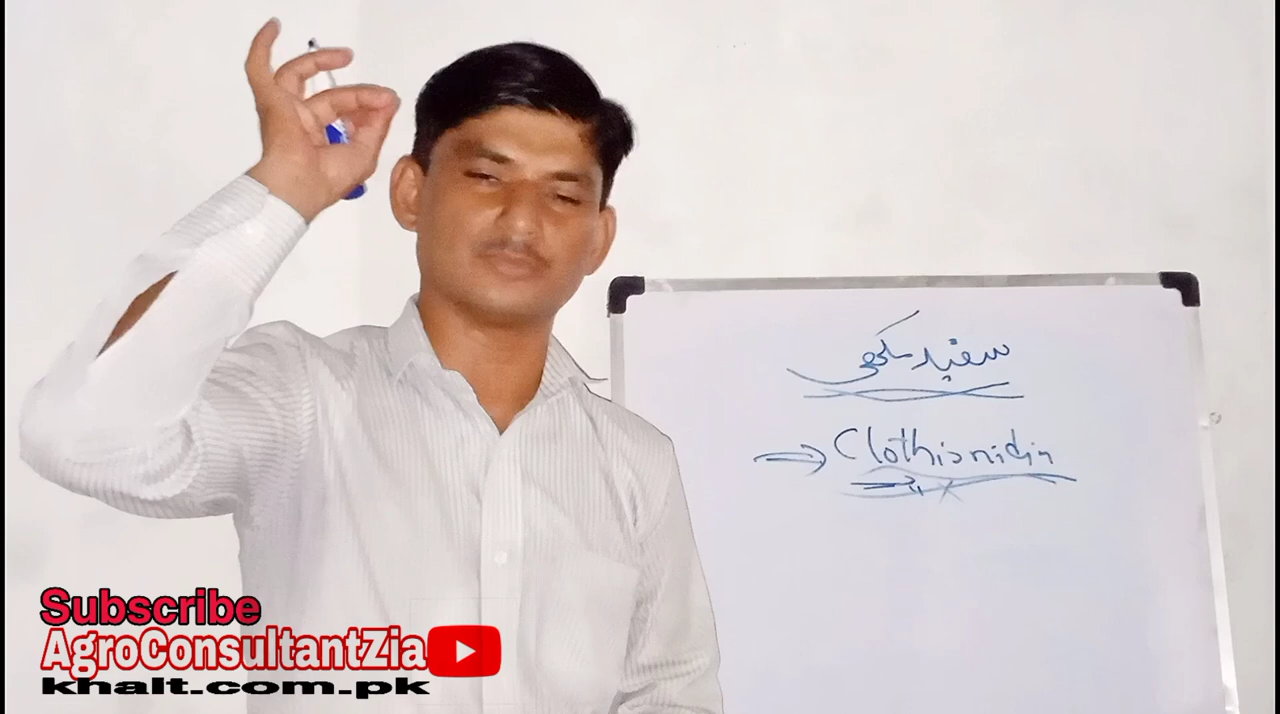 سفید مکھی
Clothianidin
Subscribe
AgroConsultantZia
khalt.com.pk